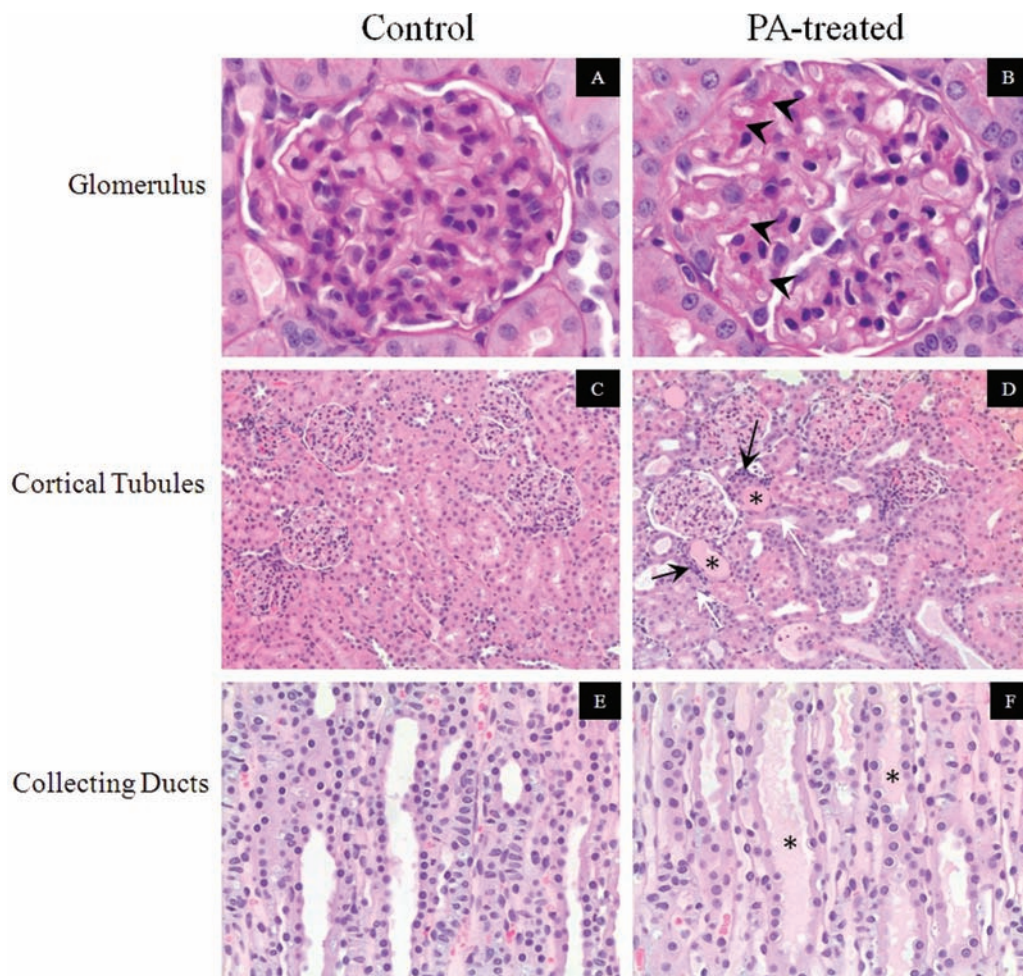 Control PA-treated
A B
Glomerulus
C D
Cortical Tubules
* *
E F
Collecting Ducts
* *